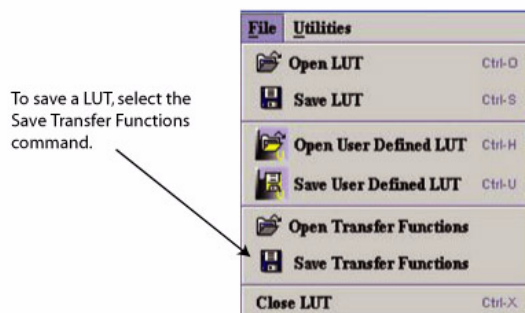 File Utilities
Open LUT Ctrl-O
Save LUT Ctrl-S
To save a LUT, select the
Save Transfer Functions
command.
Open User Defined LUT Ctrl-H
Save User Defined LUT Ctrl-U
Open Transfer Functions
Save Transfer Functions
Close LUT Ctrl-X